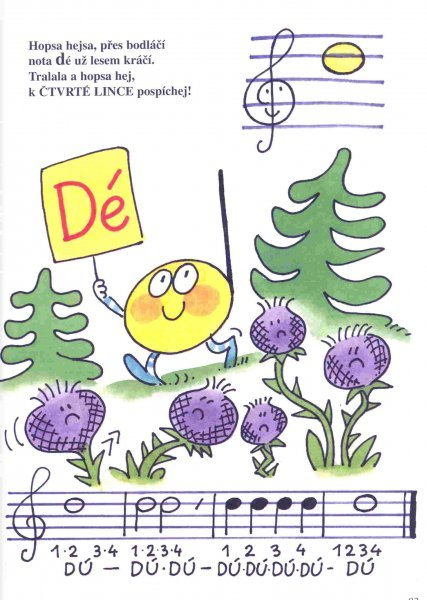 Hopsa hejsa, přes bodláčí
nota dé už lesem kráčí.
Tralala a hopsa hej,
k ČTVRTÉ LINCE pospíchej!
Dé
1·2 3·4 1·2·3·4 1 2 3 4 1234
DÚ – DÚ·DÚ – DÚ·DÚ·DÚ·DÚ- DÚ